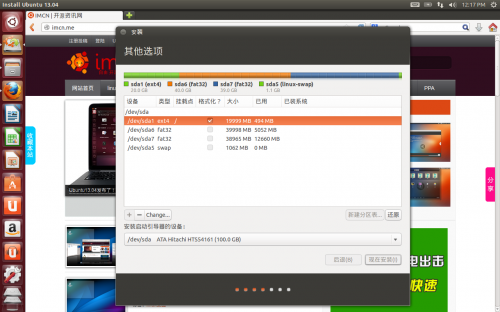 Install Ubuntu 13.04
12:17 PM
IMCN | 开发资讯网
imcn.me
安装
其他选项
sda1 (ext4)
sda6 (fat32)
sda7 (fat32)
sda5 (linux-swap)
20.0 GB
40.0 GB
39.0 GB
1.1 GB
设备 类型 挂载点 格式化？ 大小 已用 已装系统
/dev/sda
/dev/sda1 ext4 / 19999 MB 494 MB
/dev/sda6 fat32 39998 MB 5052 MB
/dev/sda7 fat32 38965 MB 12660 MB
/dev/sda5 swap 1062 MB 0 MB
+ − Change...
新建分区表...
还原
安装启动引导器的设备：
/dev/sda ATA Hitachi HTS54161 (100.0 GB)
后退(B)
现在安装(I)
网站首页
PPA
收藏本站
分享
Ubuntu13.04发布了
电出击
快速